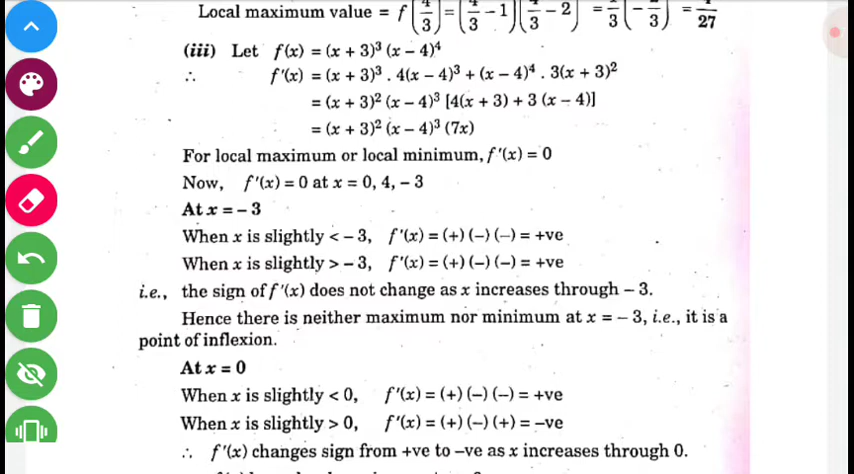 Local maximum value = f(4/3) = (4/3 – 1)(4/3 – 2) = 1/3(– 2/3) = /27
(iii) Let f(x) = (x + 3)³ (x – 4)⁴
∴ f'(x) = (x + 3)³ . 4(x – 4)³ + (x – 4)⁴ . 3(x + 3)²
= (x + 3)² (x – 4)³ [4(x + 3) + 3 (x – 4)]
= (x + 3)² (x – 4)³ (7x)
For local maximum or local minimum, f'(x) = 0
Now, f'(x) = 0 at x = 0, 4, – 3
At x = – 3
When x is slightly < – 3, f'(x) = (+) (–) (–) = +ve
When x is slightly > – 3, f'(x) = (+) (–) (–) = +ve
i.e., the sign of f'(x) does not change as x increases through – 3.
Hence there is neither maximum nor minimum at x = – 3, i.e., it is a
point of inflexion.
At x = 0
When x is slightly < 0, f'(x) = (+) (–) (–) = +ve
When x is slightly > 0, f'(x) = (+) (–) (+) = –ve
∴ f'(x) changes sign from +ve to –ve as x increases through 0.